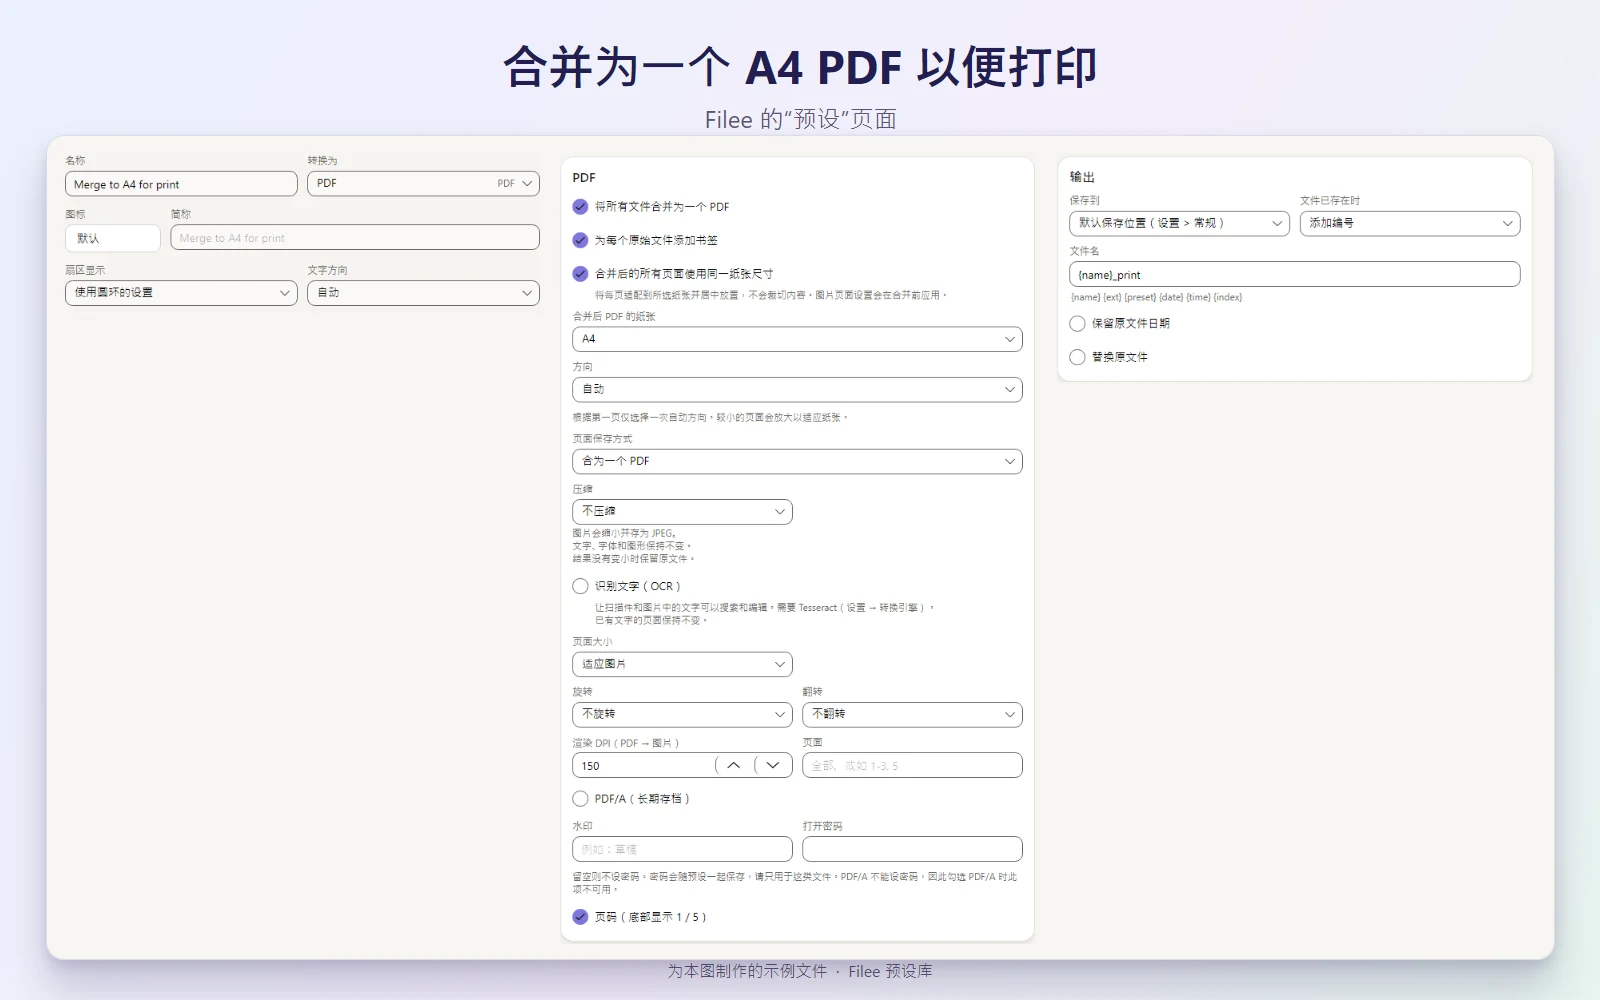 合并为一个 A4 PDF 以便打印
Filee 的“预设”页面
名称
转换为
Merge to A4 for print
PDF
PDF
图标
简称
默认
Merge to A4 for print
扇区显示
文字方向
使用圆环的设置
自动
PDF
将所有文件合并为一个 PDF
为每个原始文件添加书签
合并后的所有页面使用同一纸张尺寸
将每页适配到所选纸张并居中放置，不会裁切内容。图片页面设置会在合并前应用。
合并后 PDF 的纸张
A4
方向
自动
根据第一页仅选择一次自动方向。较小的页面会放大以适应纸张。
页面保存方式
合为一个 PDF
压缩
不压缩
图片会缩小并存为 JPEG。
文字、字体和图形保持不变。
结果没有变小时保留原文件。
识别文字（OCR）
让扫描件和图片中的文字可以搜索和编辑。需要 Tesseract（设置 → 转换引擎）。
已有文字的页面保持不变。
页面大小
适应图片
旋转
翻转
不旋转
不翻转
渲染 DPI（PDF → 图片）
页面
150
全部，或如 1-3, 5
PDF/A（长期存档）
水印
打开密码
例如：草稿
留空则不设密码。密码会随预设一起保存，请只用于这类文件。PDF/A 不能设密码，因此勾选 PDF/A 时此
项不可用。
页码（底部显示 1 / 5）
输出
保存到
文件已存在时
默认保存位置（设置 > 常规）
添加编号
文件名
{name}_print
{name} {ext} {preset} {date} {time} {index}
保留原文件日期
替换原文件
为本图制作的示例文件 · Filee 预设库